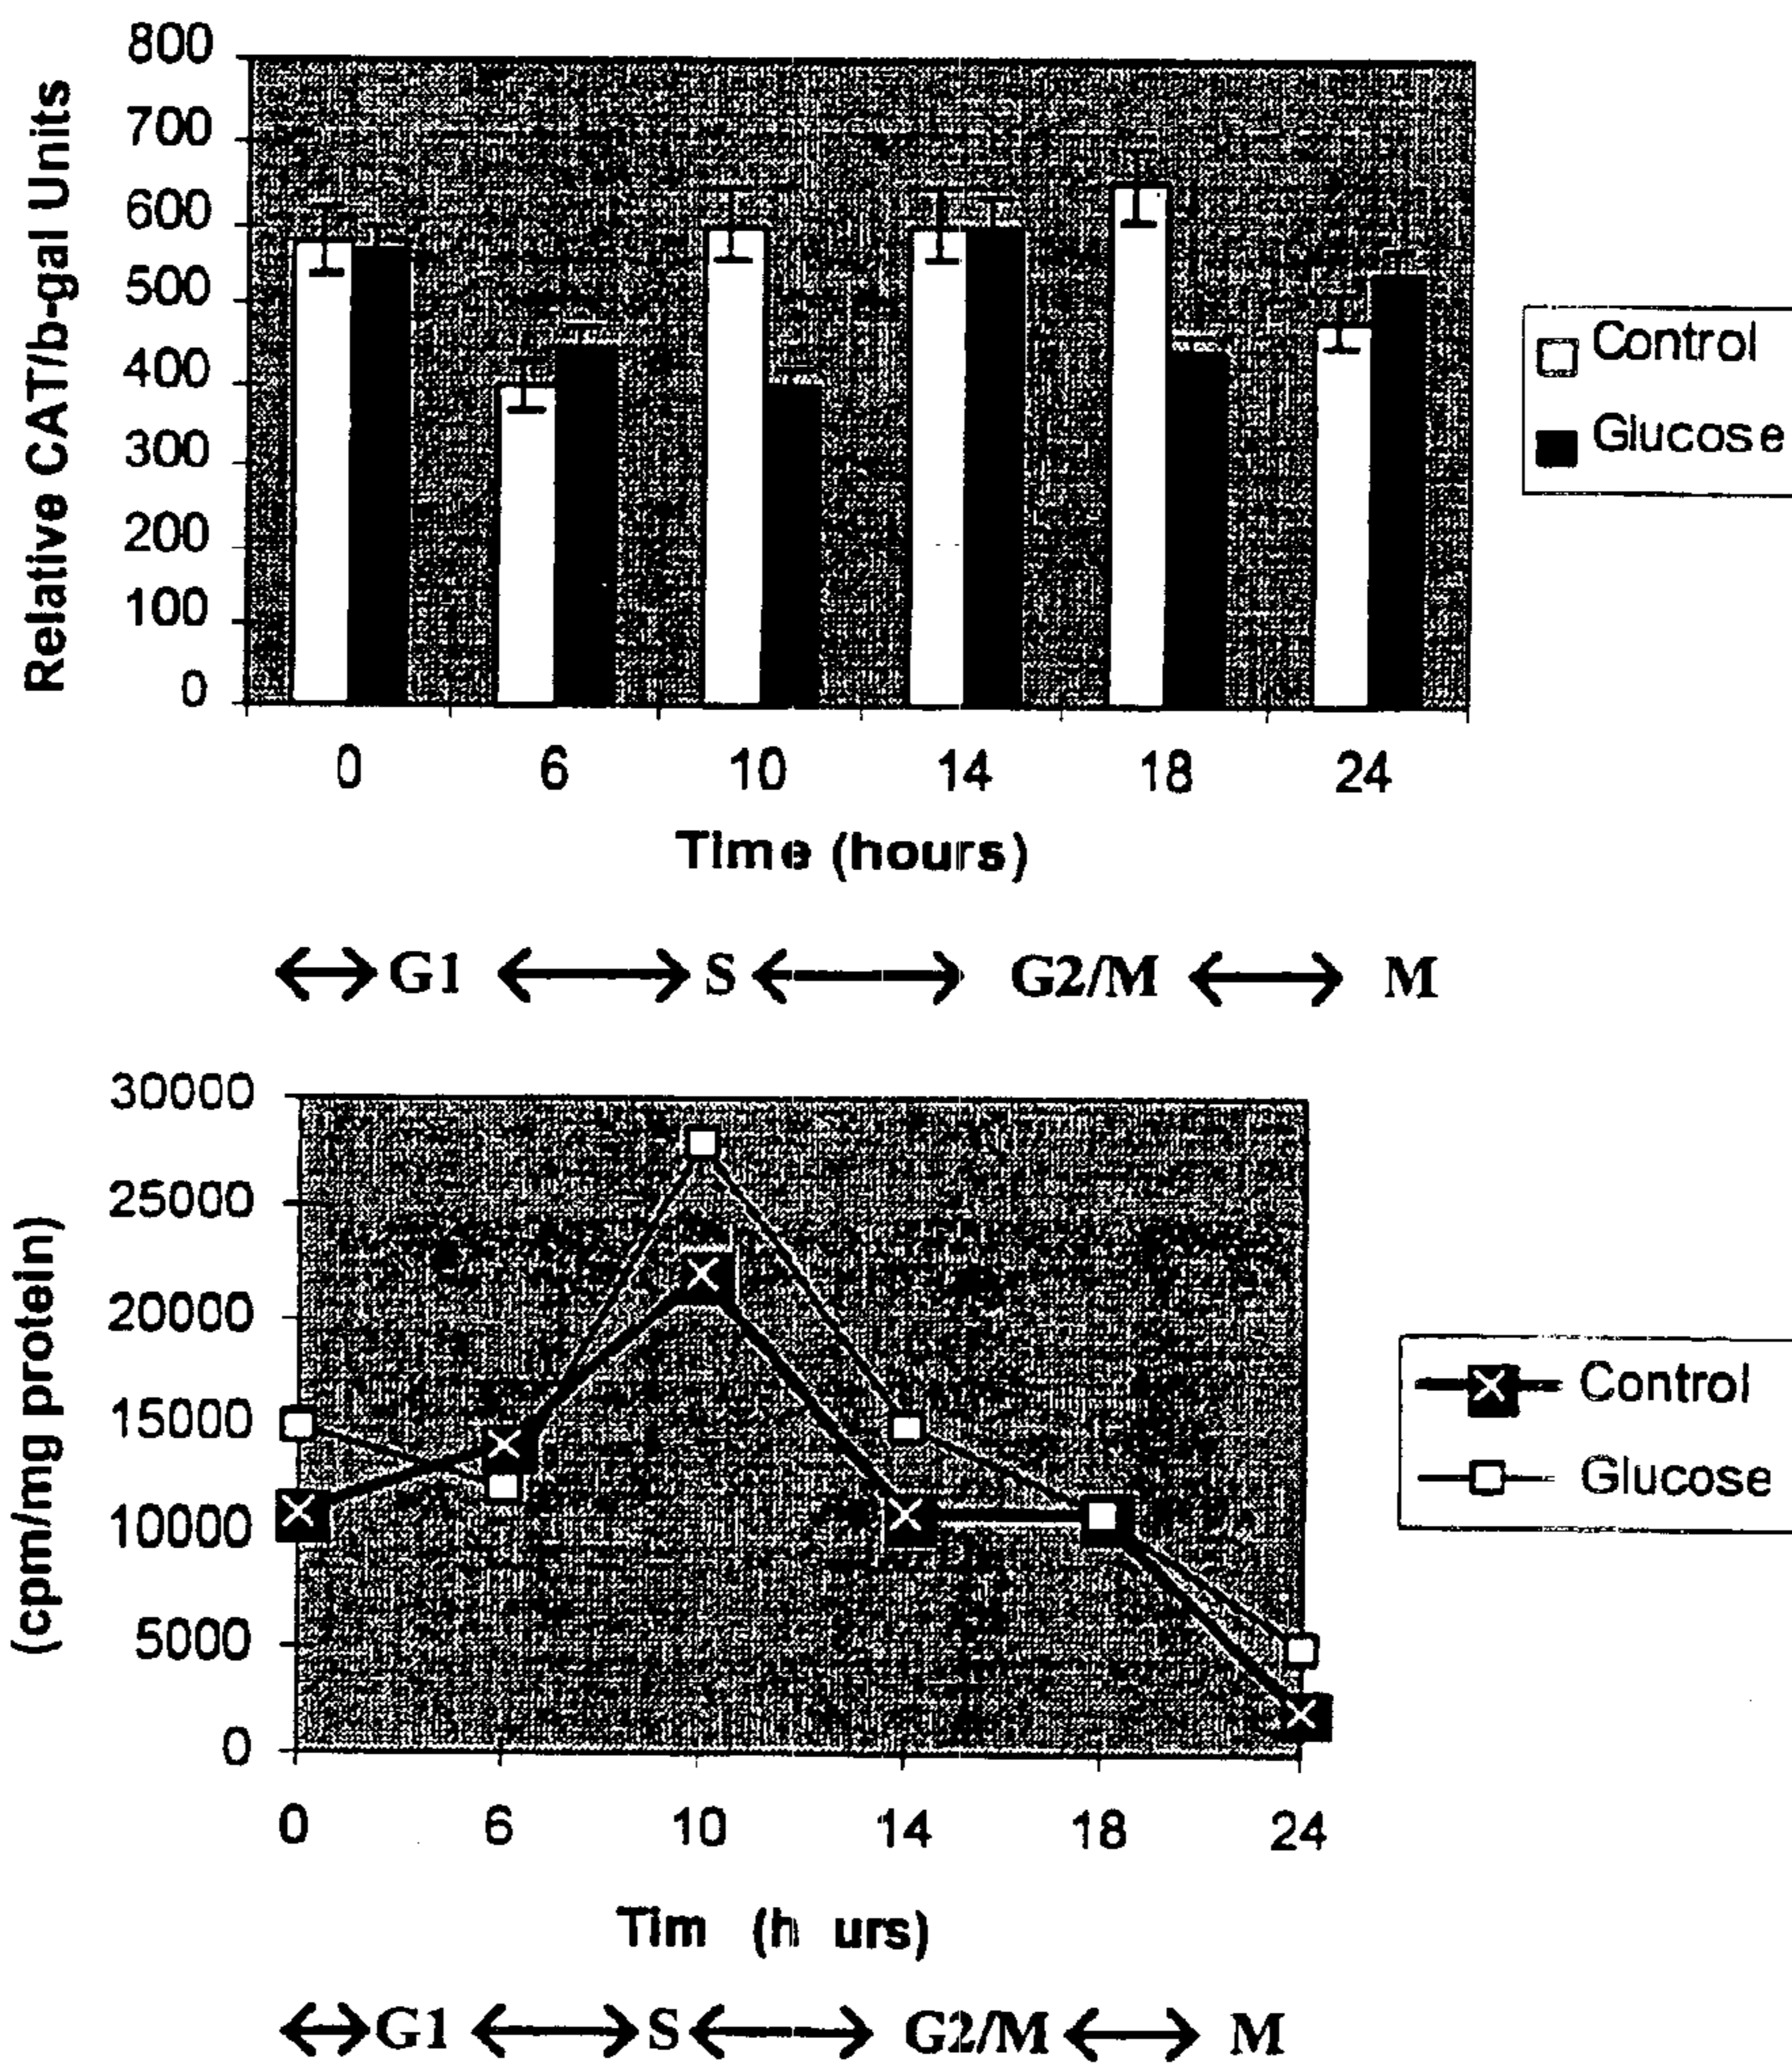 800
700
600
500
400
300
200
100
0
Relative CAT/b-gal Units
Control
Glucose
0 6 10 14 18 24
Time (hours)
G1 S G2/M M
30000
25000
20000
15000
10000
5000
0
(cpm/mg protein)
Control
Glucose
0 6 10 14 18 24
Tim (h urs)
G1 S G2/M M